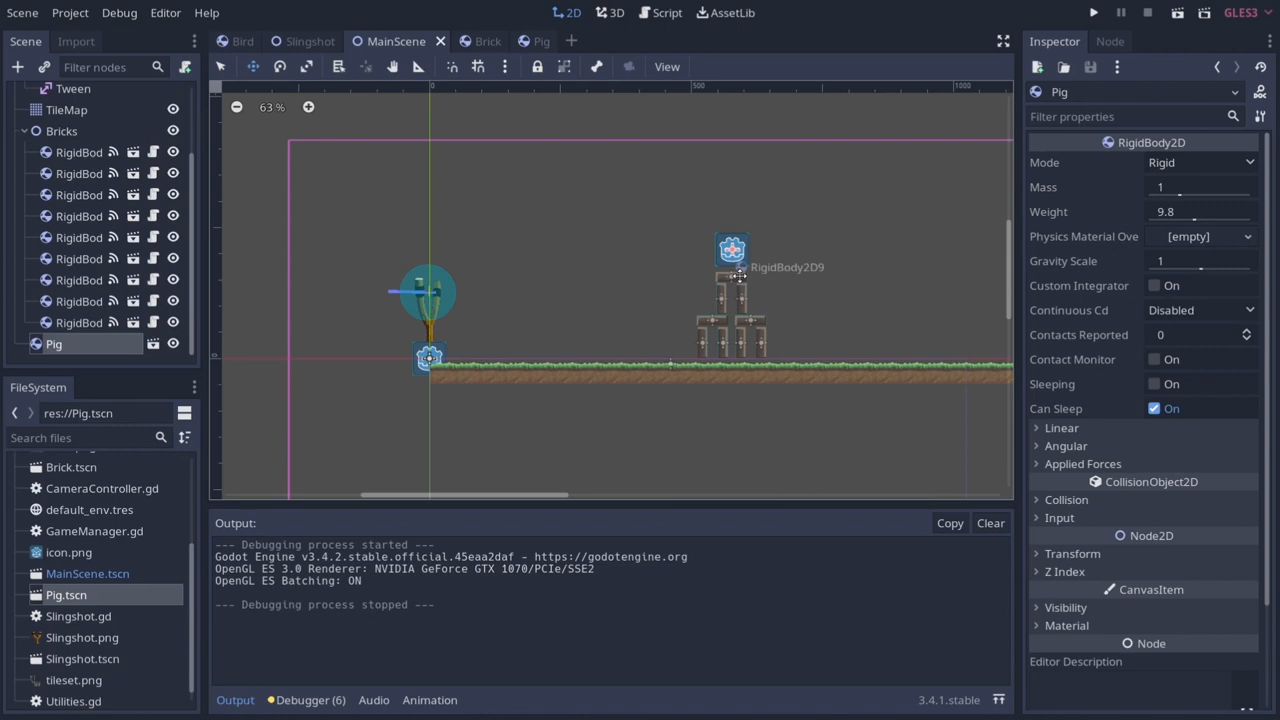 Scene Project Debug Editor Help 2D 3D Script AssetLib GLES3
Scene Import Bird Slingshot MainScene Brick Pig Inspector Node
Filter nodes View
Tween 0 500 1000
TileMap 63 % Pig
Bricks Filter properties
RigidBod RigidBody2D
RigidBod Mode Rigid
RigidBod Mass 1
RigidBod Weight 9.8
RigidBod Physics Material Ove [empty]
RigidBod RigidBody2D9 Gravity Scale 1
RigidBod Custom Integrator On
RigidBod Continuous Cd Disabled
RigidBod Contacts Reported 0
Pig Contact Monitor On
FileSystem Sleeping On
res://Pig.tscn Can Sleep On
Search files Linear
Brick.tscn Angular
CameraController.gd Applied Forces
default_env.tres CollisionObject2D
GameManager.gd Collision
icon.png Input
MainScene.tscn Node2D
Pig.tscn Transform
Slingshot.gd Z Index
Slingshot.png CanvasItem
Slingshot.tscn Visibility
tileset.png Material
Utilities.gd Node
Editor Description
Output: Copy Clear
--- Debugging process started ---
Godot Engine v3.4.2.stable.official.45eaa2daf - https://godotengine.org
OpenGL ES 3.0 Renderer: NVIDIA GeForce GTX 1070/PCIe/SSE2
OpenGL ES Batching: ON
--- Debugging process stopped ---
Output Debugger (6) Audio Animation 3.4.1.stable